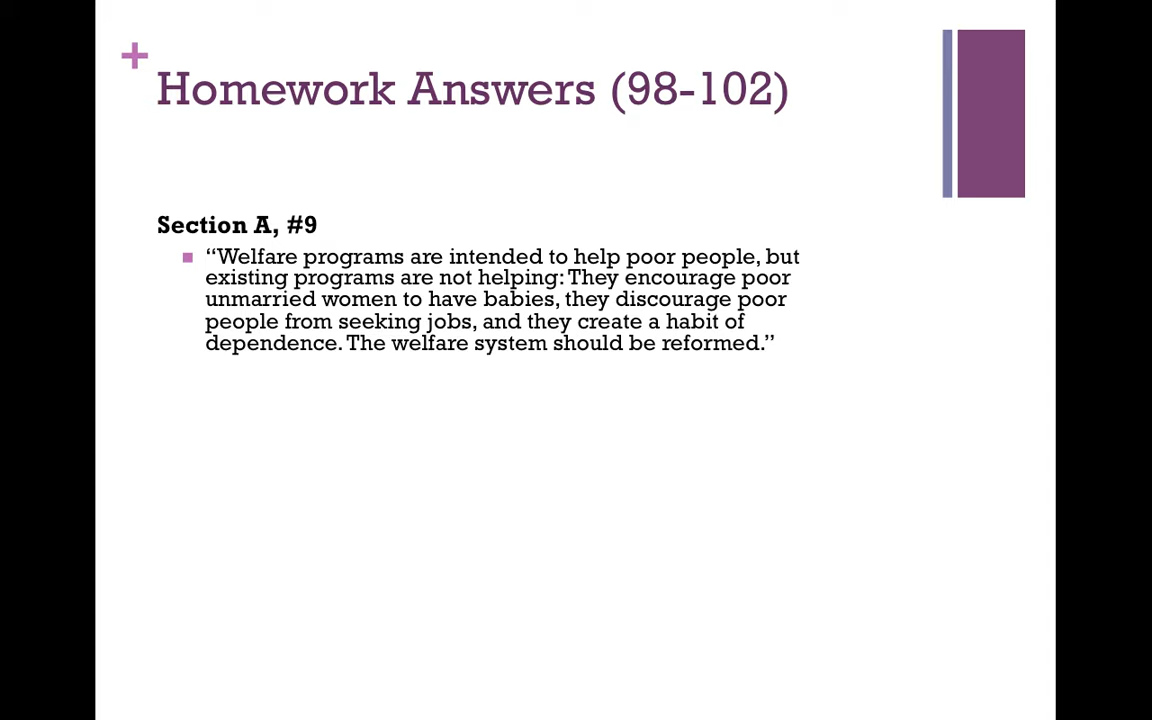 +
Homework Answers (98-102)
Section A, #9
“Welfare programs are intended to help poor people, but
existing programs are not helping: They encourage poor
unmarried women to have babies, they discourage poor
people from seeking jobs, and they create a habit of
dependence. The welfare system should be reformed.”